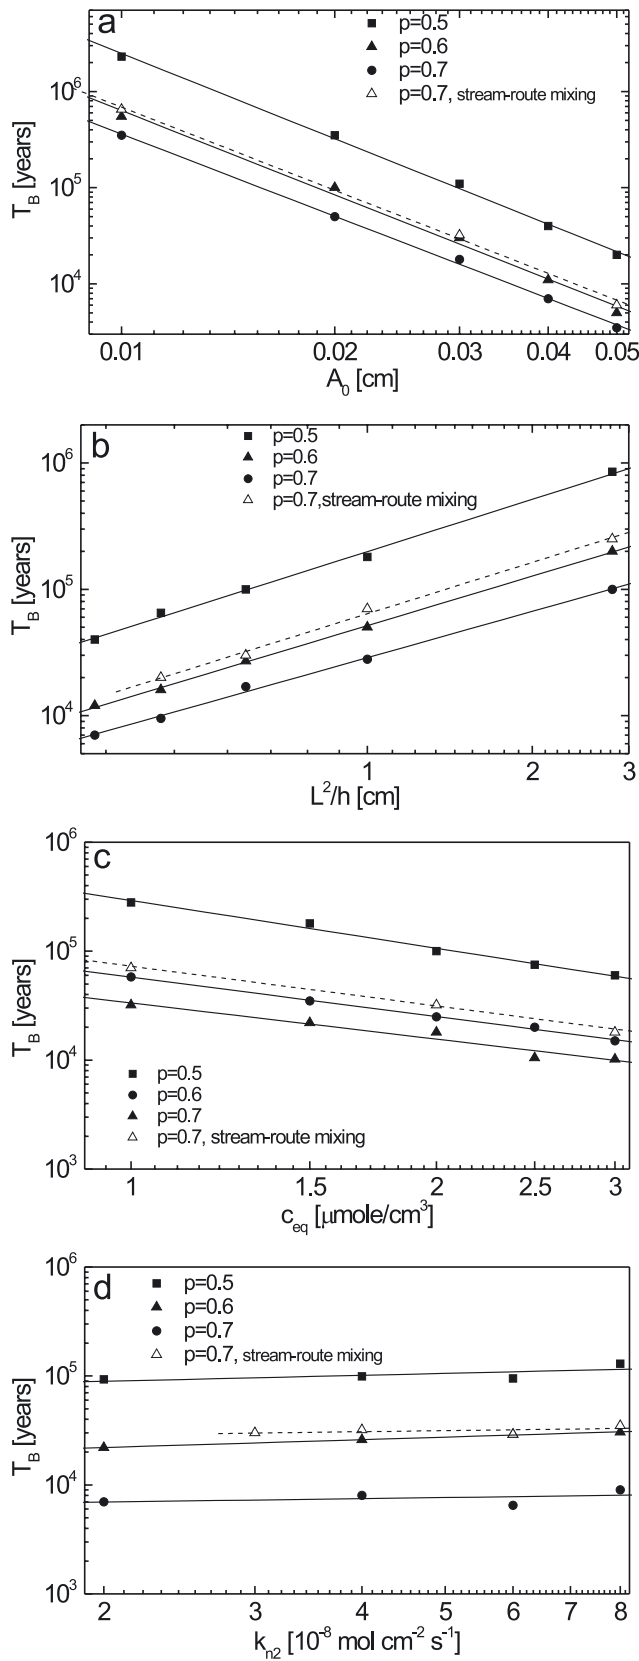 a
p=0.5
p=0.6
p=0.7
p=0.7, stream-route mixing
10^6
10^5
10^4
T_B [years]
0.01 0.02 0.03 0.04 0.05
A_0 [cm]
b
p=0.5
p=0.6
p=0.7
p=0.7,stream-route mixing
10^6
10^5
10^4
T_B [years]
1 2 3
L^2/h [cm]
c
10^6
10^5
10^4
10^3
T_B [years]
p=0.5
p=0.6
p=0.7
p=0.7, stream-route mixing
1 1.5 2 2.5 3
c_eq [μmole/cm^3]
d
p=0.5
p=0.6
p=0.7
p=0.7, stream-route mixing
10^6
10^5
10^4
10^3
T_B [years]
2 3 4 5 6 7 8
k_n2 [10^-8 mol cm^-2 s^-1]